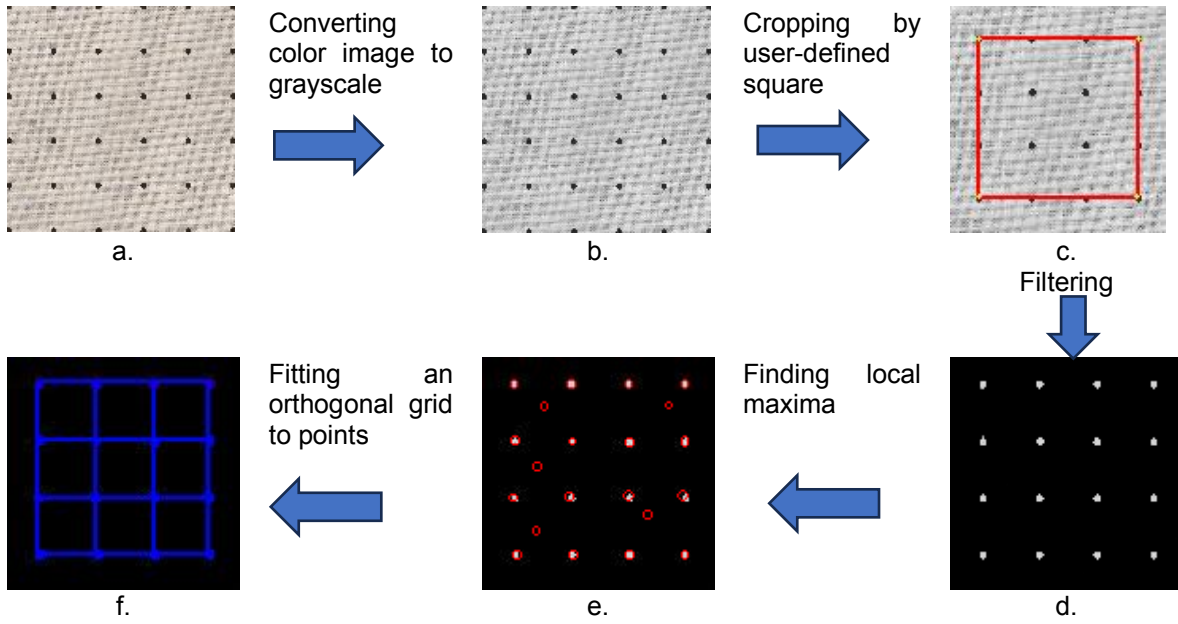 Converting
color image to
grayscale
Cropping by
user-defined
square
a.
b.
c.
Filtering
Fitting an
orthogonal grid
to points
Finding local
maxima
f.
e.
d.